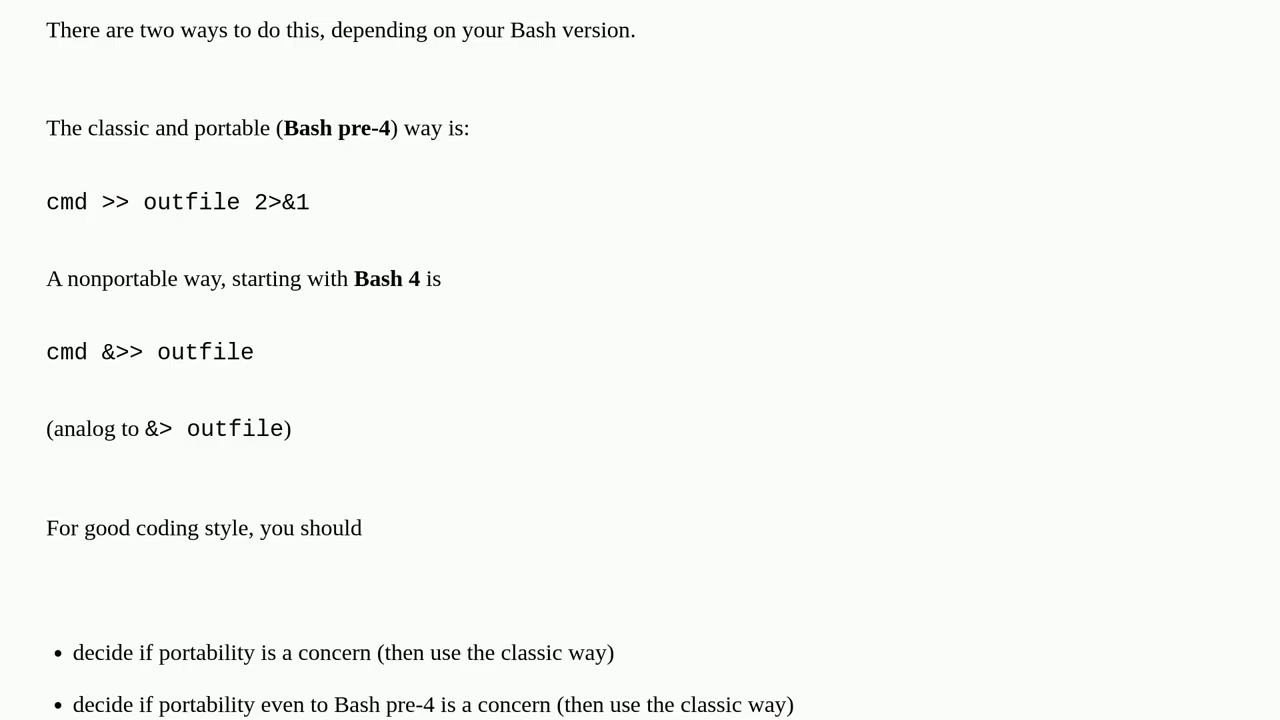 There are two ways to do this, depending on your Bash version.
The classic and portable (Bash pre-4) way is:
cmd >> outfile 2>&1
A nonportable way, starting with Bash 4 is
cmd &>> outfile
(analog to &> outfile)
For good coding style, you should
• decide if portability is a concern (then use the classic way)
• decide if portability even to Bash pre-4 is a concern (then use the classic way)